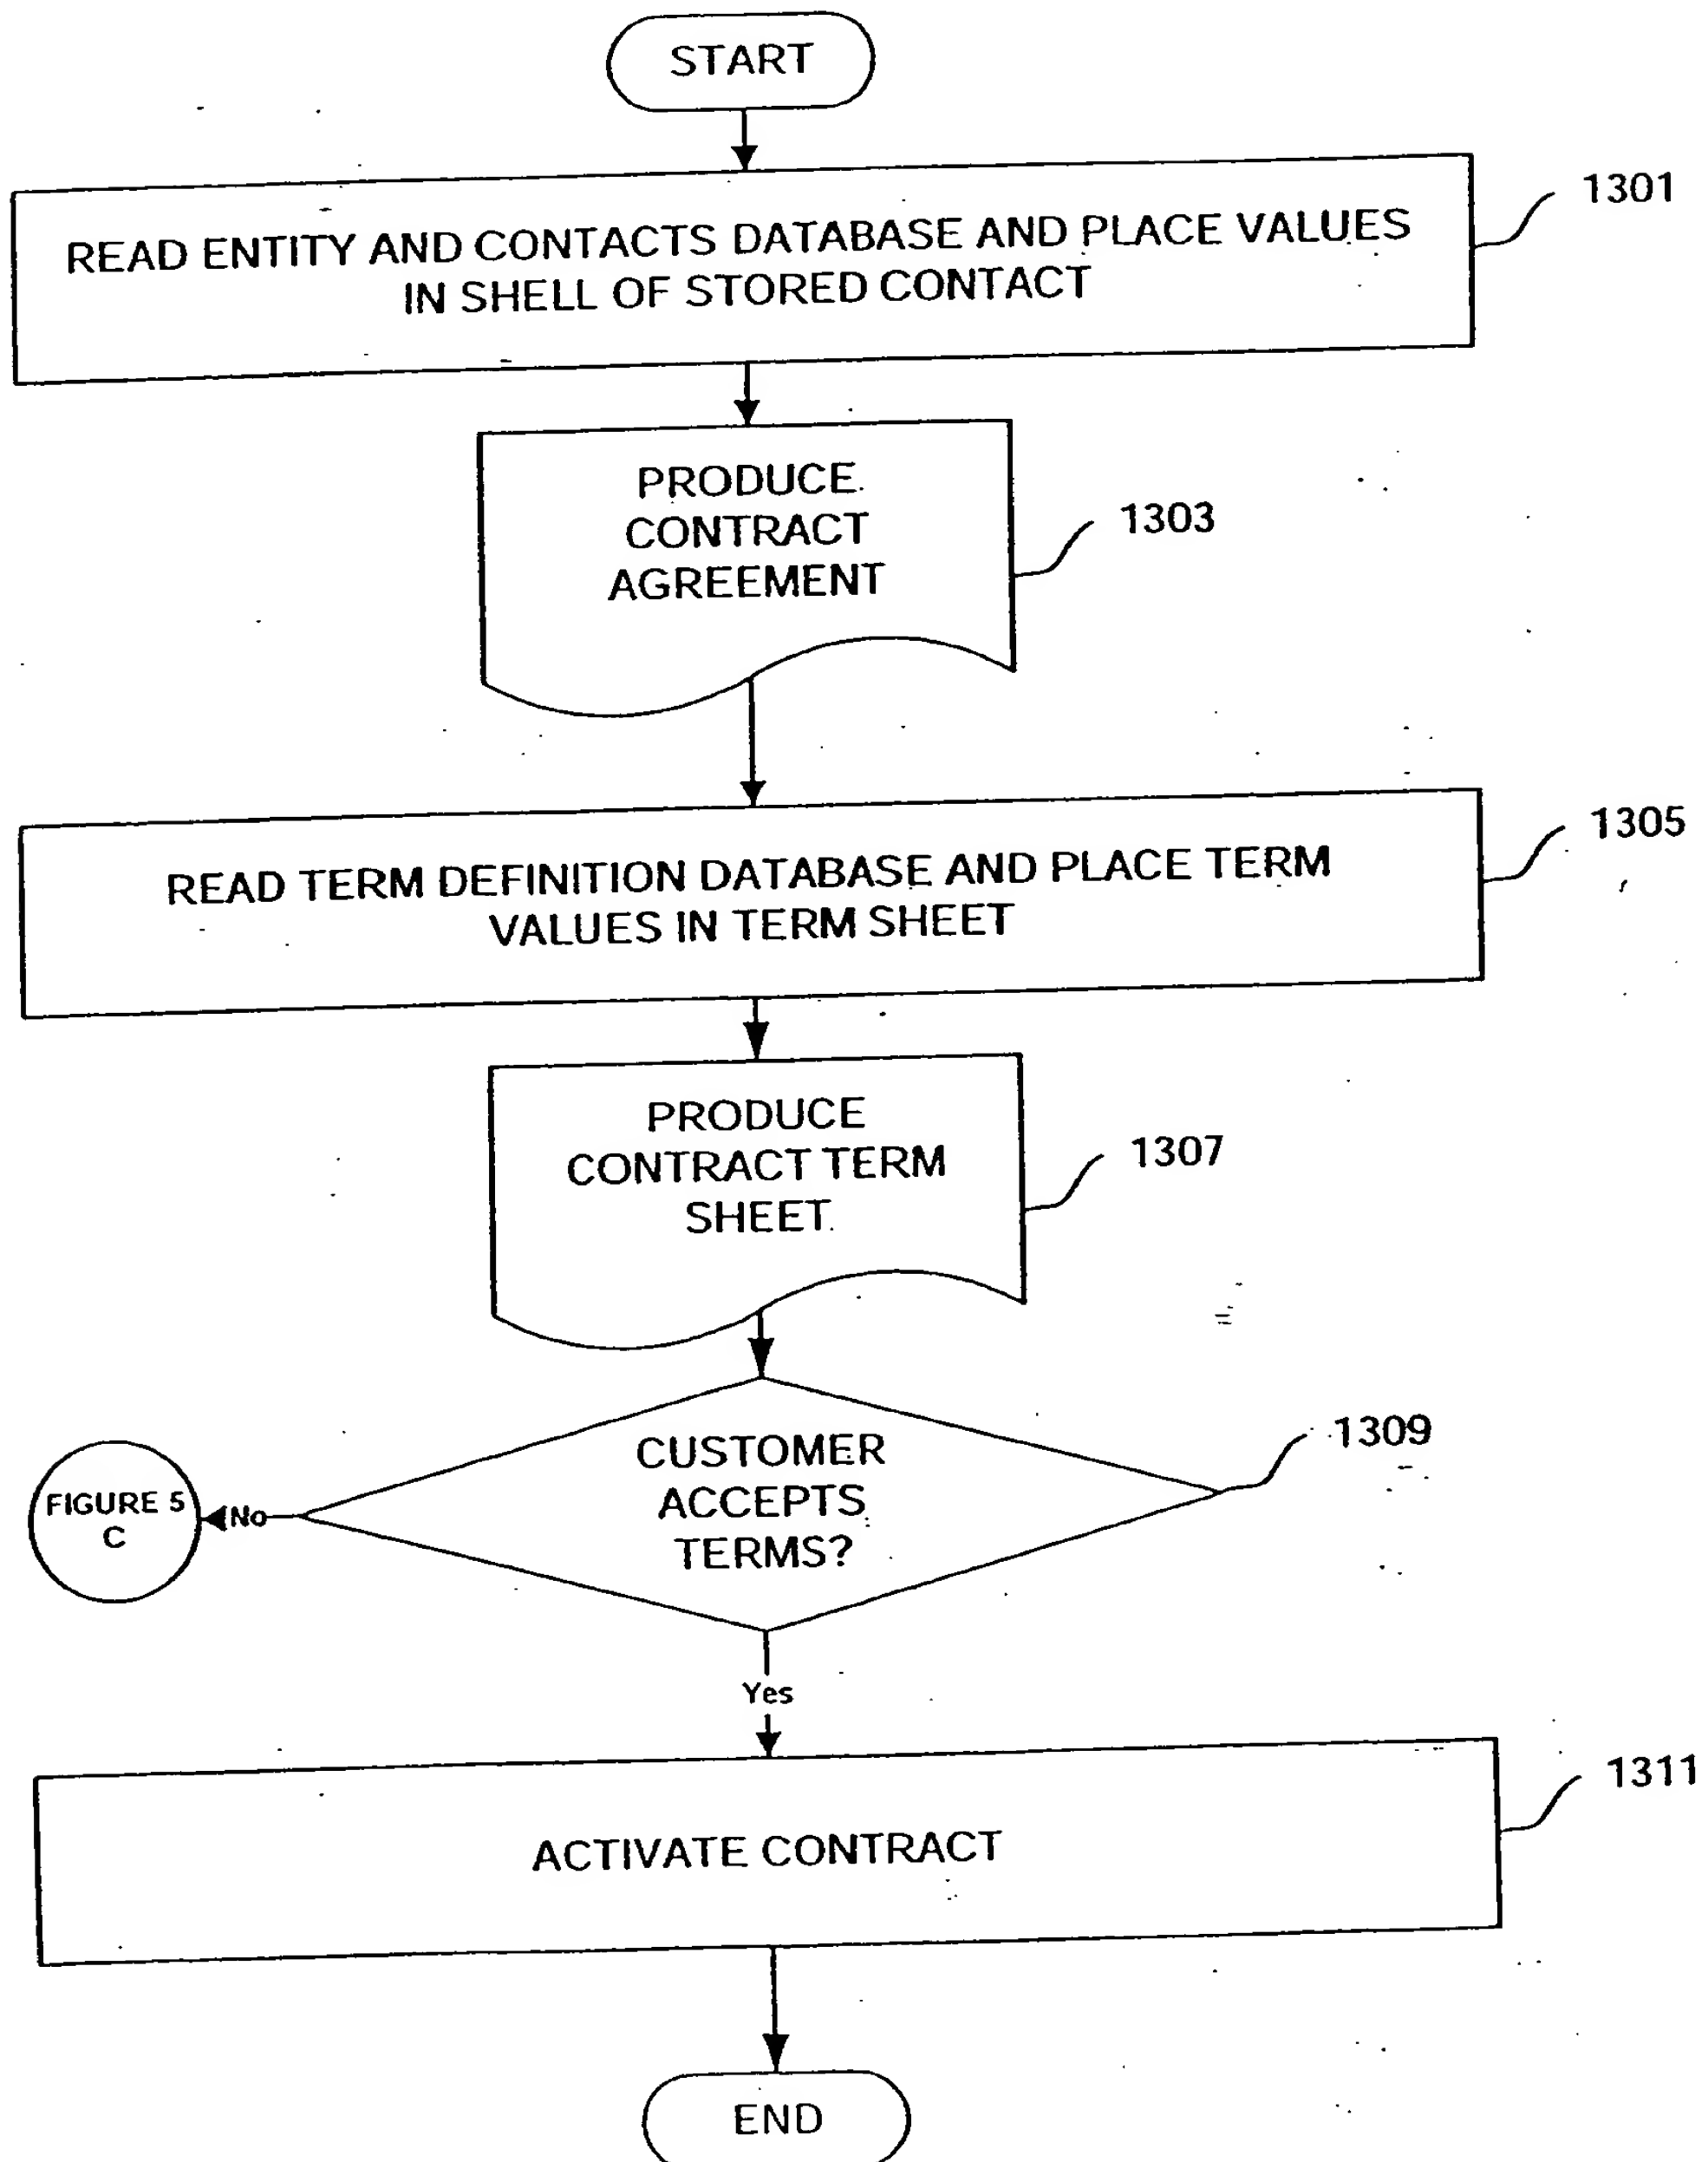 START
READ ENTITY AND CONTACTS DATABASE AND PLACE VALUES
IN SHELL OF STORED CONTACT
1301
PRODUCE
CONTRACT
AGREEMENT
1303
READ TERM DEFINITION DATABASE AND PLACE TERM
VALUES IN TERM SHEET
1305
PRODUCE
CONTRACT TERM
SHEET
1307
CUSTOMER
ACCEPTS
TERMS?
1309
No
FIGURE 5
C
Yes
ACTIVATE CONTRACT
1311
END